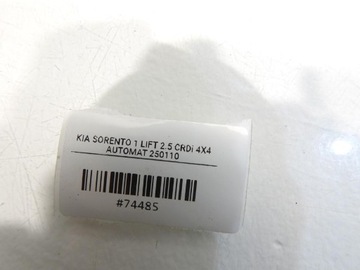 KIA SORENTO 1 LIFT 2.5 CRDi 4X4
AUTOMAT 250110
#74485